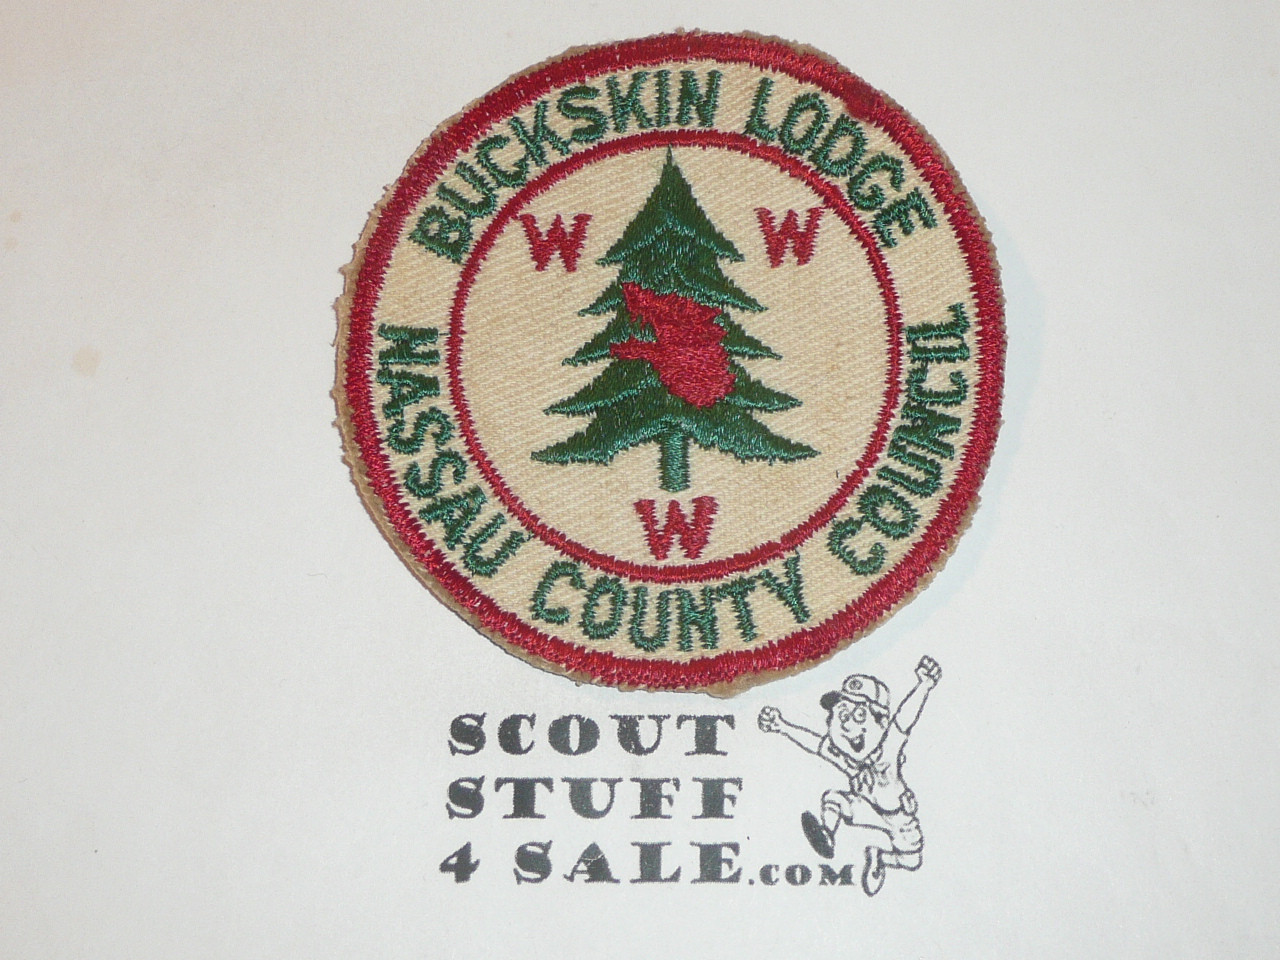 BUCKSKIN LODGE
W W
W
NASSAU COUNTY COUNCIL
SCOUT
STUFF
4 SALE.COM